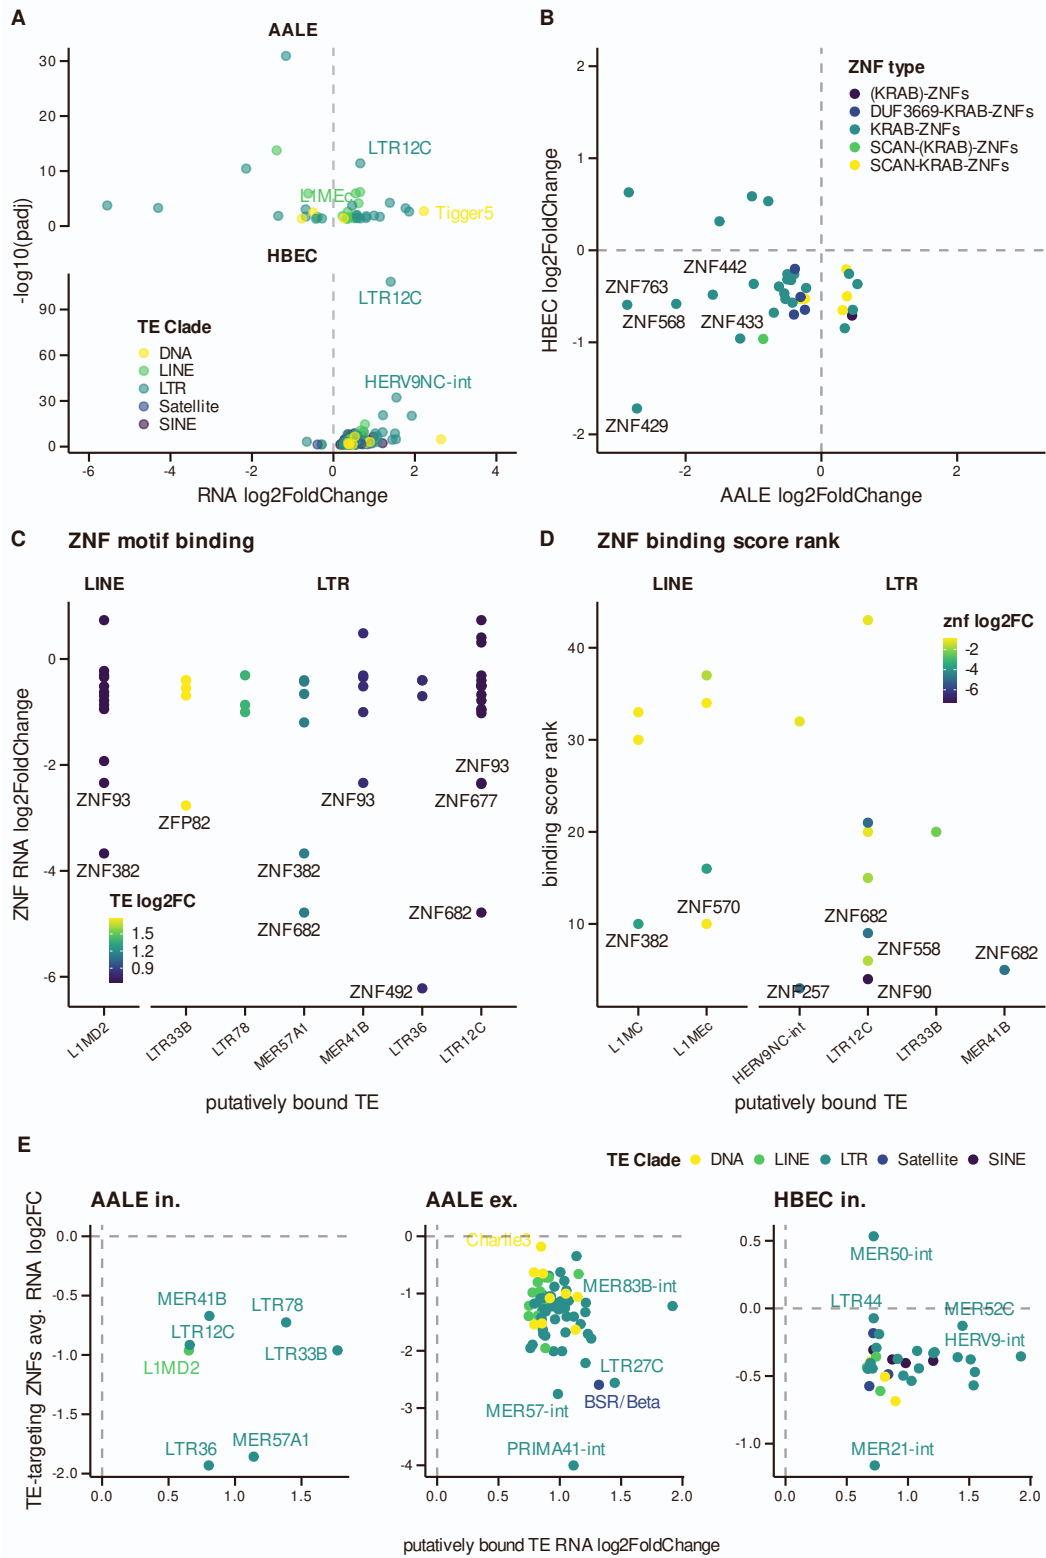 A
AALE
30
20
10
0
LTR12C
L1MEc
Tigger5
HBEC
-log10(padj)
90
60
30
0
LTR12C
HERV9NC-int
TE Clade
DNA
LINE
LTR
Satellite
SINE
-6
-4
-2
0
2
4
RNA log2FoldChange
B
2
1
0
-1
-2
HBEC log2FoldChange
ZNF type
(KRAB)-ZNFs
DUF3669-KRAB-ZNFs
KRAB-ZNFs
SCAN-(KRAB)-ZNFs
SCAN-KRAB-ZNFs
ZNF442
ZNF763
ZNF568
ZNF433
ZNF429
-2
0
2
AALE log2FoldChange
C
ZNF motif binding
LINE
LTR
0
-2
-4
-6
ZNF RNA log2FoldChange
ZNF93
ZNF382
ZFP82
ZNF382
ZNF682
ZNF93
ZNF492
ZNF93
ZNF677
ZNF682
TE log2FC
1.5
1.2
0.9
L1MD2
LTR33B
LTR78
MER57A1
MER41B
LTR36
LTR12C
putatively bound TE
D
ZNF binding score rank
LINE
LTR
40
30
20
10
binding score rank
znf log2FC
-2
-4
-6
ZNF382
ZNF570
ZNF257
ZNF682
ZNF558
ZNF90
ZNF682
L1MC
L1MEc
HERV9NC-int
LTR12C
LTR33B
MER41B
putatively bound TE
E
TE Clade
DNA
LINE
LTR
Satellite
SINE
TE-targeting ZNFs avg. RNA log2FC
AALE in.
0.0
-0.5
-1.0
-1.5
-2.0
MER41B
LTR78
LTR12C
LTR33B
L1MD2
LTR36
MER57A1
0.0
0.5
1.0
1.5
AALE ex.
0
-1
-2
-3
-4
Charlie3
MER83B-int
LTR27C
BSR/Beta
MER57-int
PRIMA41-int
0.0
0.5
1.0
1.5
2.0
HBEC in.
0.5
0.0
-0.5
-1.0
MER50-int
LTR44
MER52C
HERV9-int
MER21-int
0.0
0.5
1.0
1.5
2.0
putatively bound TE RNA log2FoldChange